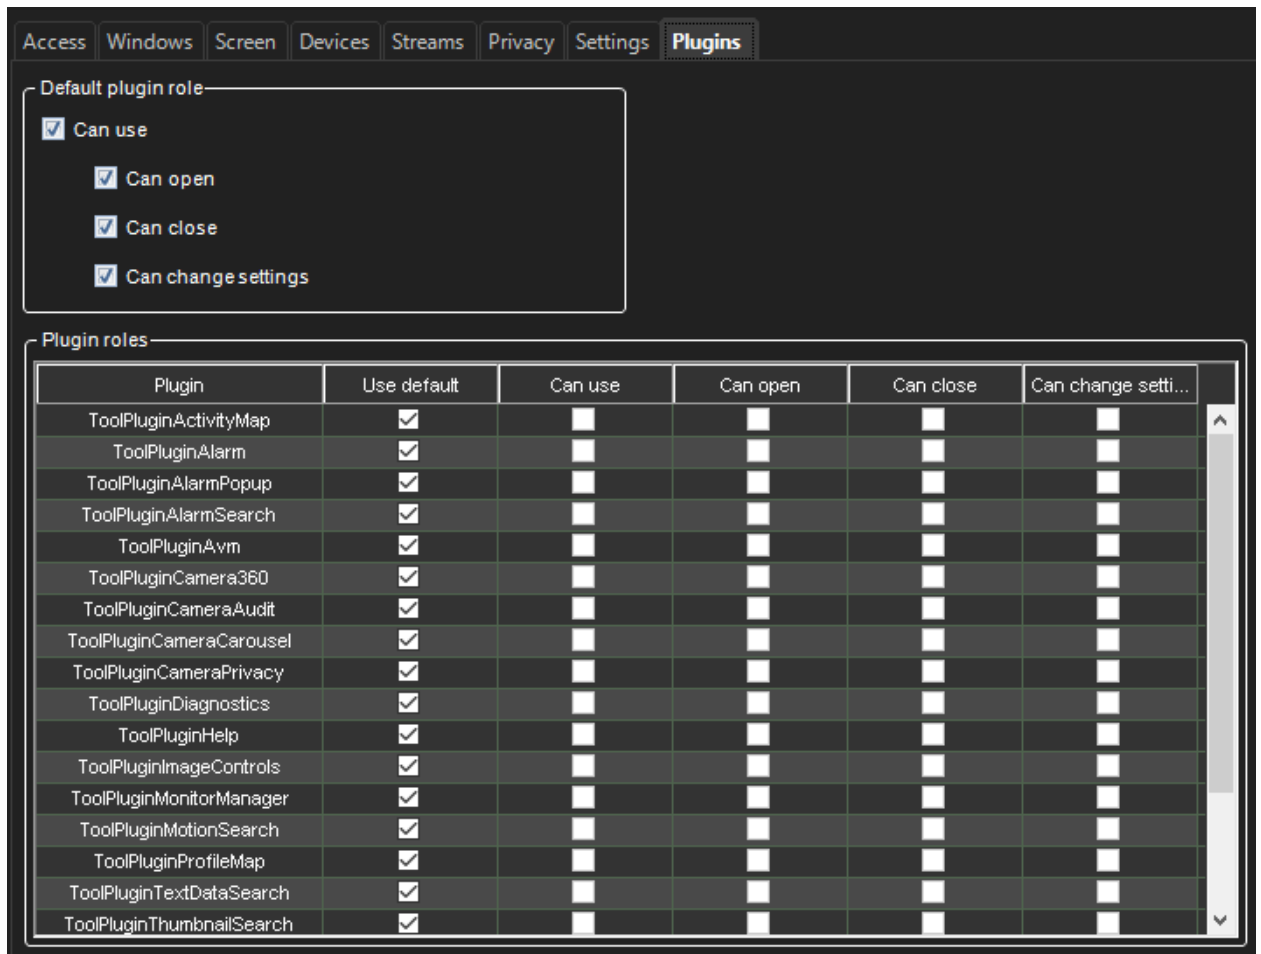 Access Windows Screen Devices Streams Privacy Settings Plugins
Default plugin role
Can use
Can open
Can close
Can change settings
Plugin roles
Plugin Use default Can use Can open Can close Can change setti...
ToolPluginActivityMap
ToolPluginAlarm
ToolPluginAlarmPopup
ToolPluginAlarmSearch
ToolPluginAvm
ToolPluginCamera360
ToolPluginCameraAudit
ToolPluginCameraCarousel
ToolPluginCameraPrivacy
ToolPluginDiagnostics
ToolPluginHelp
ToolPluginImageControls
ToolPluginMonitorManager
ToolPluginMotionSearch
ToolPluginProfileMap
ToolPluginTextDataSearch
ToolPluginThumbnailSearch